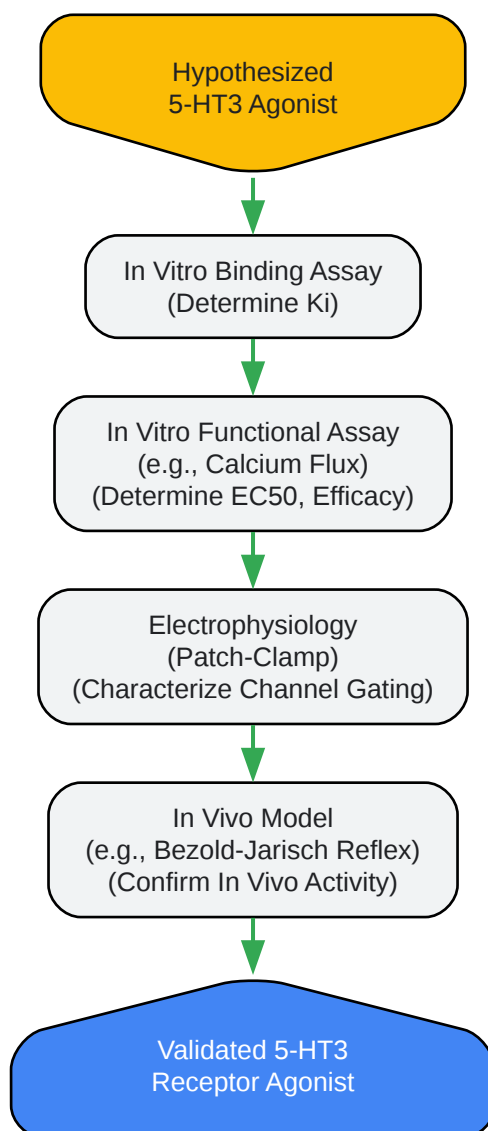 Hypothesized
5-HT3 Agonist
In Vitro Binding Assay
(Determine Ki)
In Vitro Functional Assay
(e.g., Calcium Flux)
(Determine EC50, Efficacy)
Electrophysiology
(Patch-Clamp)
(Characterize Channel Gating)
In Vivo Model
(e.g., Bezold-Jarisch Reflex)
(Confirm In Vivo Activity)
Validated 5-HT3
Receptor Agonist